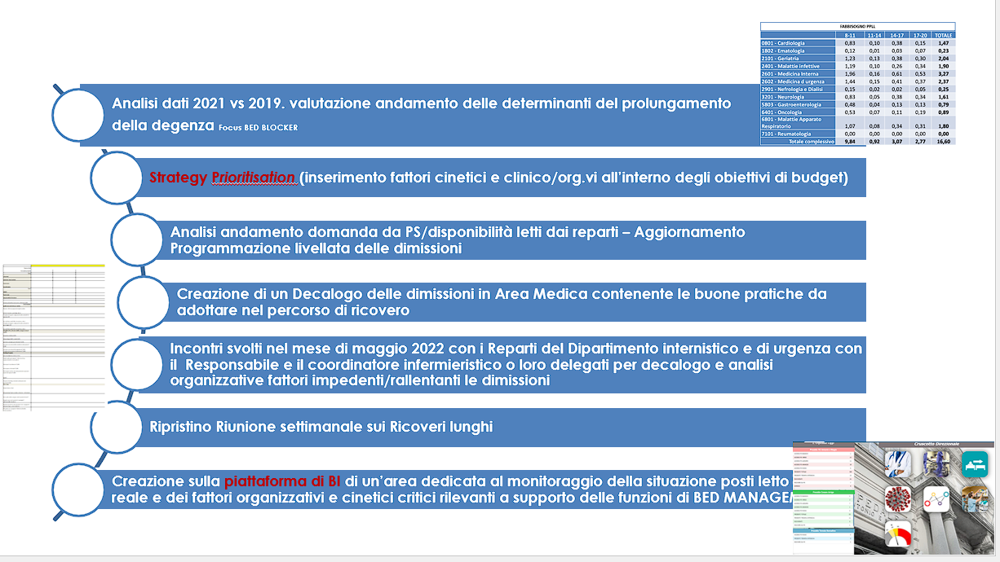 FABBISOGNO PPLL
8-11 11-14 14-17 17-20 TOTALE
0801 - Cardiologia 0,83 0,10 0,38 0,15 1,47
1802 - Ematologia 0,12 0,01 0,03 0,07 0,23
2101 - Geriatria 1,23 0,13 0,38 0,30 2,04
2401 - Malattie infettive 1,19 0,10 0,26 0,34 1,90
2601 - Medicina Interna 1,96 0,16 0,61 0,53 3,27
2602 - Medicina d urgenza 1,44 0,15 0,41 0,37 2,37
2901 - Nefrologia e Dialisi 0,15 0,02 0,02 0,05 0,25
3201 - Neurologia 0,83 0,05 0,38 0,34 1,61
5803 - Gastroenterologia 0,48 0,04 0,13 0,13 0,79
6401 - Oncologia 0,53 0,07 0,11 0,19 0,89
6801 - Malattie Apparato
Respiratorio 1,07 0,08 0,34 0,31 1,80
7101 - Reumatologia 0,00 0,00 0,00 0,00 0,00
Totale complessivo 9,84 0,92 3,07 2,77 16,60
Analisi dati 2021 vs 2019. valutazione andamento delle determinanti del prolungamento
della degenza Focus BED BLOCKER
Strategy Prioritisation (inserimento fattori cinetici e clinico/org.vi all'interno degli obiettivi di budget)
Analisi andamento domanda da PS/disponibilità letti dai reparti – Aggiornamento
Programmazione livellata delle dimissioni
Creazione di un Decalogo delle dimissioni in Area Medica contenente le buone pratiche da
adottare nel percorso di ricovero
Incontri svolti nel mese di maggio 2022 con i Reparti del Dipartimento internistico e di urgenza con
il Responsabile e il coordinatore infermieristico o loro delegati per decalogo e analisi
organizzative fattori impedenti/rallentanti le dimissioni
Ripristino Riunione settimanale sui Ricoveri lunghi
Creazione sulla piattaforma di BI di un'area dedicata al monitoraggio della situazione posti letto
reale e dei fattori organizzativi e cinetici critici rilevanti a supporto delle funzioni di BED MANAGE
Cruscotto Direzionale